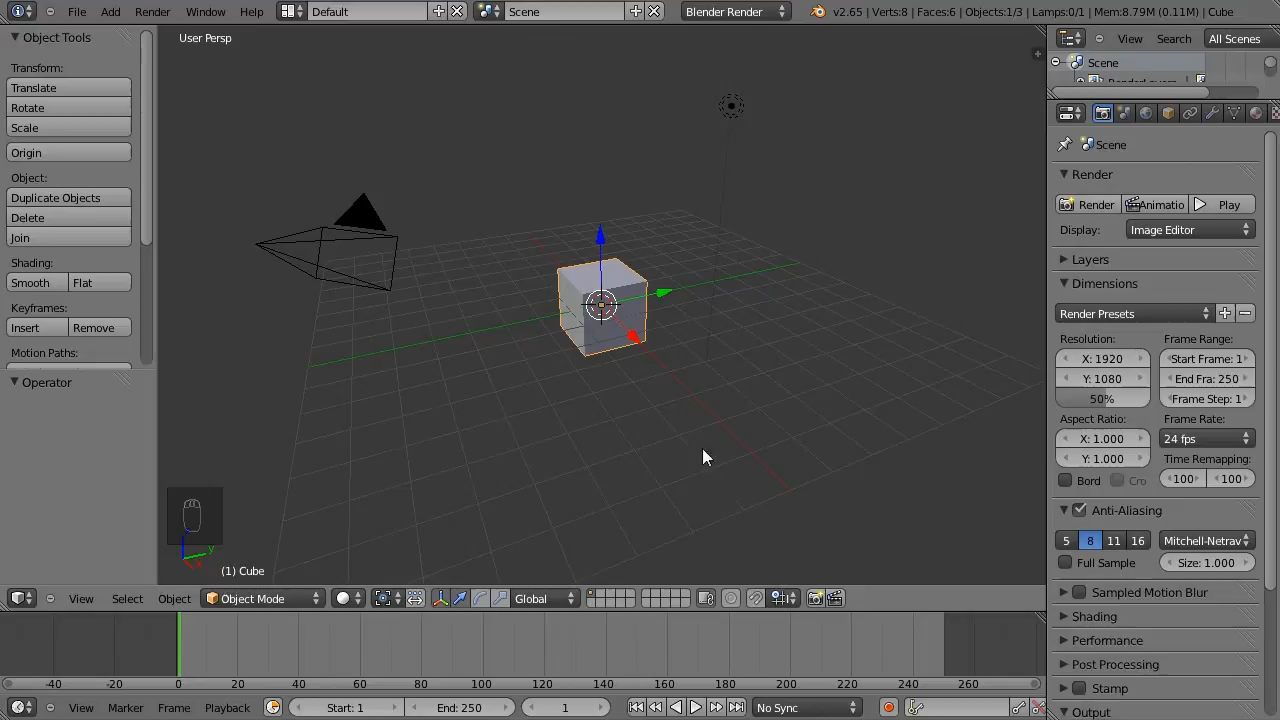 File Add Render Window Help Default Scene Blender Render v2.65 | Verts:8 | Faces:6 | Objects:1/3 | Lamps:0/1 | Mem:8.79M (0.11M) | Cube
Object Tools
Transform:
Translate
Rotate
Scale
Origin
Object:
Duplicate Objects
Delete
Join
Shading:
Smooth Flat
Keyframes:
Insert Remove
Motion Paths:
Operator
User Persp
(1) Cube
View Select Object Object Mode Global
-40 -20 0 20 40 60 80 100 120 140 160 180 200 220 240 260
View Marker Frame Playback Start: 1 End: 250 1 No Sync
View Search All Scenes
Scene
Scene
Render
Render Animatio Play
Display: Image Editor
Layers
Dimensions
Render Presets
Resolution: Frame Range:
X: 1920 Start Frame: 1
Y: 1080 End Fra: 250
50% Frame Step: 1
Aspect Ratio: Frame Rate:
X: 1.000 24 fps
Y: 1.000 Time Remapping:
Bord Cro 100 100
Anti-Aliasing
5 8 11 16 Mitchell-Netrav
Full Sample Size: 1.000
Sampled Motion Blur
Shading
Performance
Post Processing
Stamp
Output